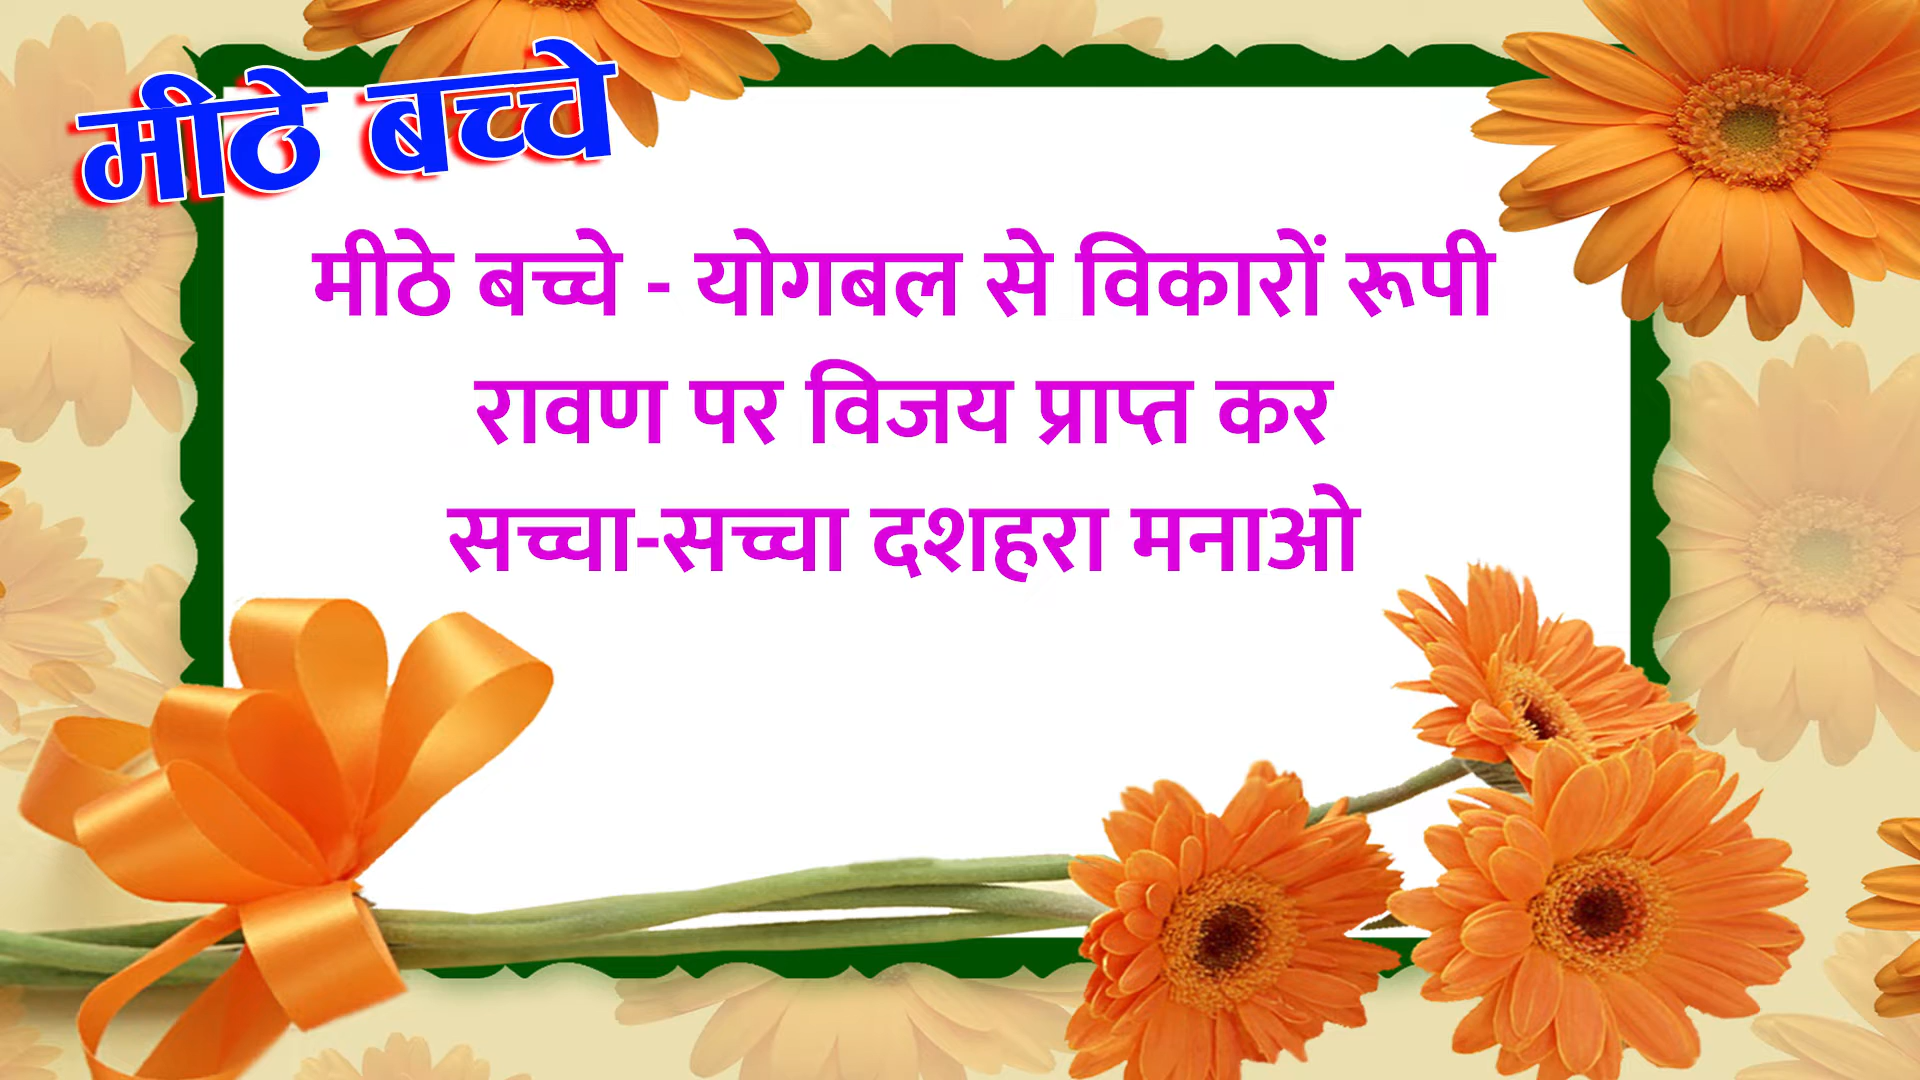 मीठे बच्चे
मीठे बच्चे - योगबल से विकारों रूपी
रावण पर विजय प्राप्त कर
सच्चा-सच्चा दशहरा मनाओ